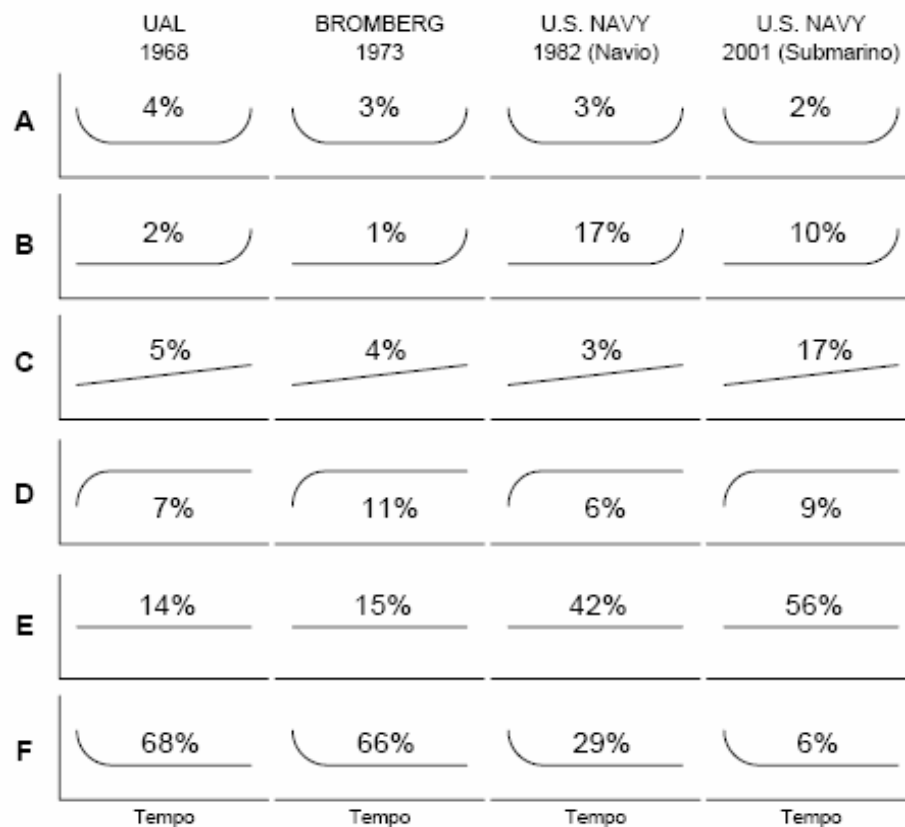 UAL BROMBERG U.S. NAVY U.S. NAVY
1968 1973 1982 (Navio) 2001 (Submarino)
A 4% 3% 3% 2%
B 2% 1% 17% 10%
C 5% 4% 3% 17%
D 7% 11% 6% 9%
E 14% 15% 42% 56%
F 68% 66% 29% 6%
Tempo Tempo Tempo Tempo